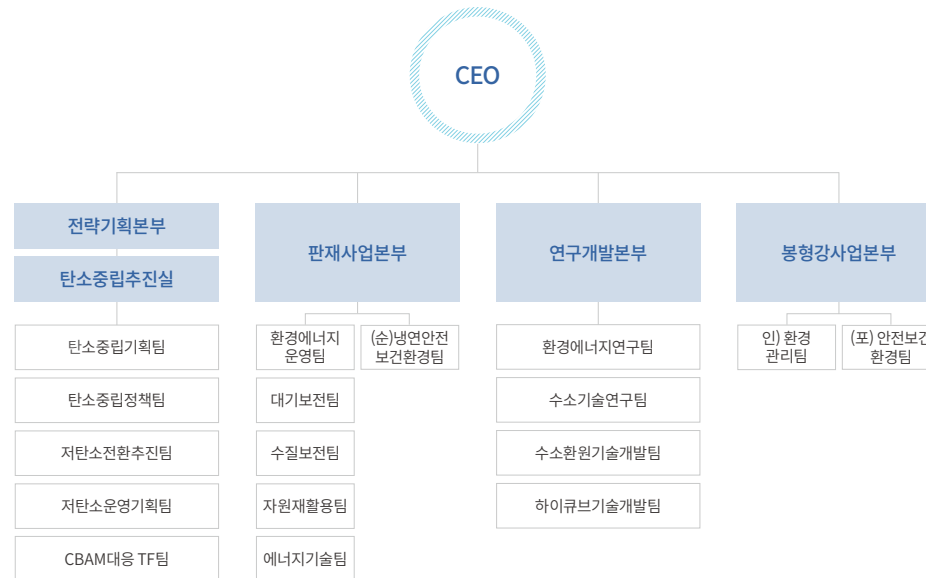 CEO
전략기획본부
탄소중립추진실
탄소중립기획팀
탄소중립정책팀
저탄소전환추진팀
저탄소운영기획팀
CBAM대응 TF팀
판재사업본부
환경에너지
운영팀
(순)냉연안전
보건환경팀
대기보전팀
수질보전팀
자원재활용팀
에너지기술팀
연구개발본부
환경에너지연구팀
수소기술연구팀
수소환원기술개발팀
하이큐브기술개발팀
봉형강사업본부
인) 환경
관리팀
(포) 안전보건
환경팀